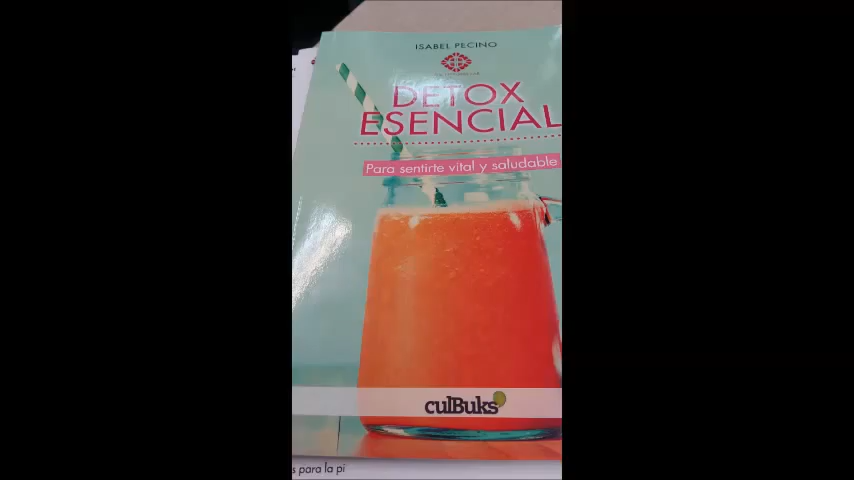 ISABEL PECINO
DETOX
ESENCIAL
Para sentirte vital y saludable
culBuks
s para la pi